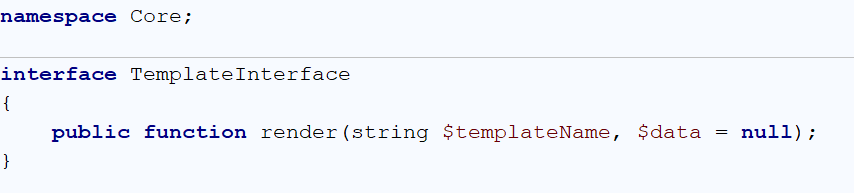 namespace Core;
interface TemplateInterface
{
    public function render(string $templateName, $data = null);
}